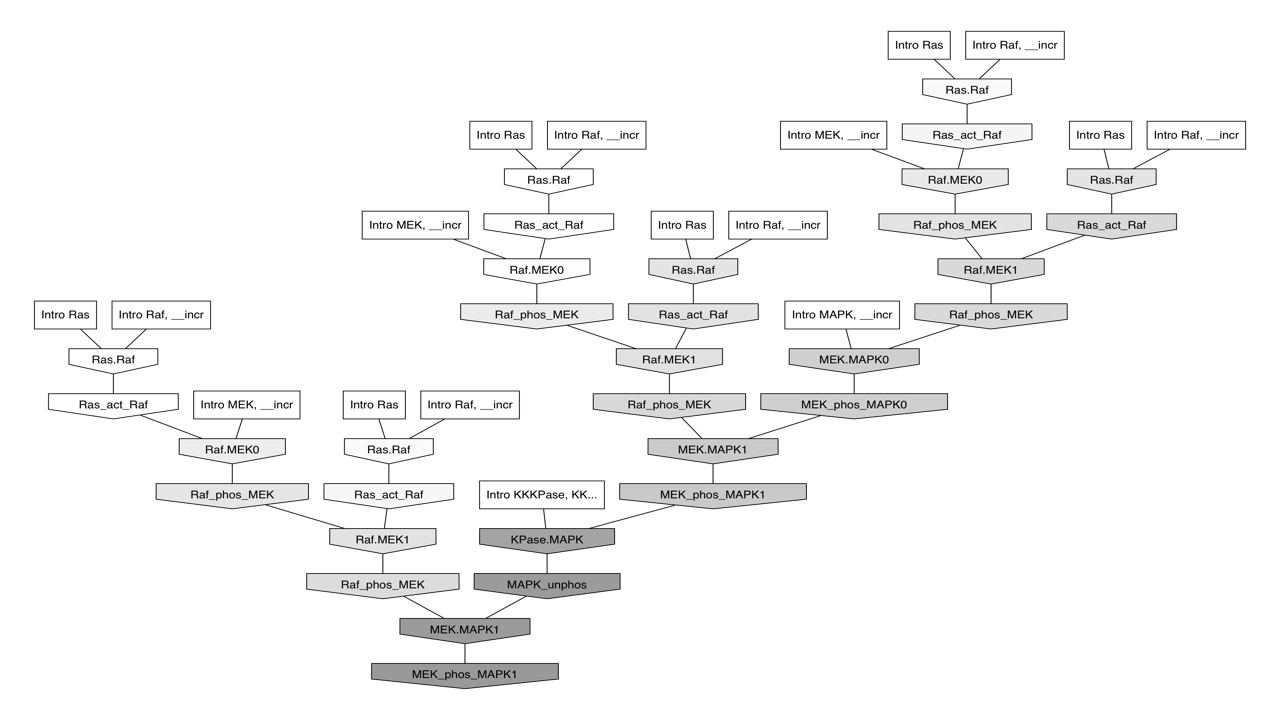 Intro Ras
Intro Raf, __incr
Ras.Raf
Intro Ras
Intro Raf, __incr
Intro MEK, __incr
Ras_act_Raf
Intro Ras
Intro Raf, __incr
Ras.Raf
Raf.MEK0
Ras.Raf
Intro MEK, __incr
Ras_act_Raf
Intro Ras
Intro Raf, __incr
Raf_phos_MEK
Ras_act_Raf
Raf.MEK0
Ras.Raf
Raf.MEK1
Intro Ras
Intro Raf, __incr
Raf_phos_MEK
Ras_act_Raf
Intro MAPK, __incr
Raf_phos_MEK
Ras.Raf
Raf.MEK1
MEK.MAPK0
Ras_act_Raf
Intro MEK, __incr
Intro Ras
Intro Raf, __incr
Raf_phos_MEK
MEK_phos_MAPK0
Raf.MEK0
Ras.Raf
MEK.MAPK1
Raf_phos_MEK
Ras_act_Raf
Intro KKKPase, KK...
MEK_phos_MAPK1
Raf.MEK1
KPase.MAPK
Raf_phos_MEK
MAPK_unphos
MEK.MAPK1
MEK_phos_MAPK1